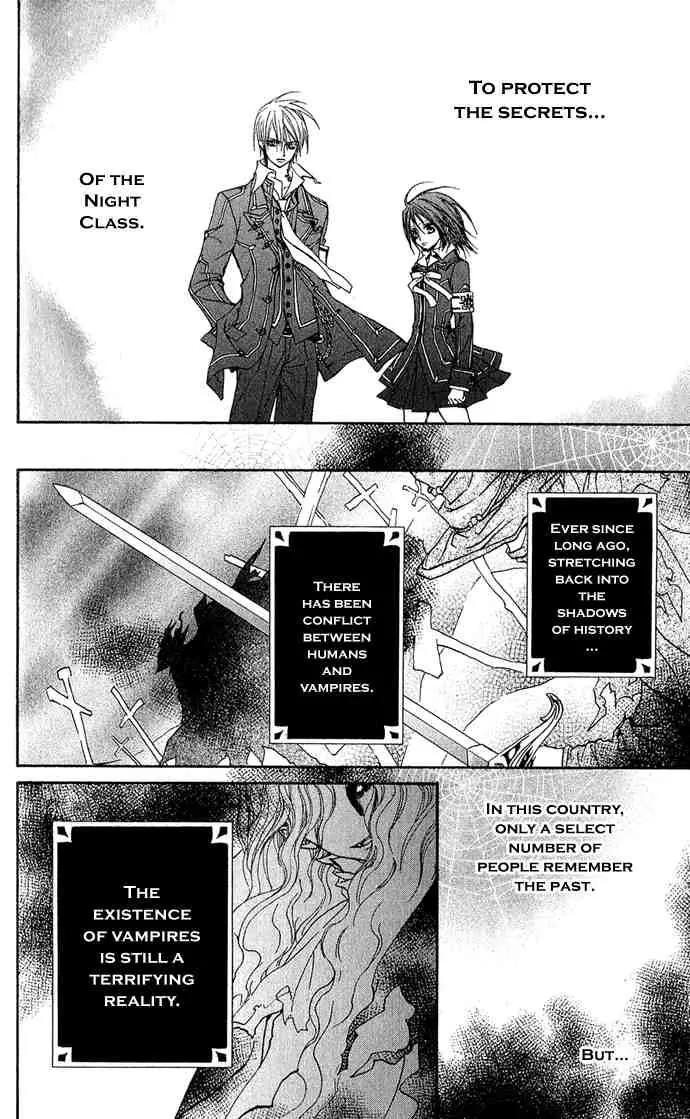 To protect
the secrets...
Of the
Night
Class.
Ever since
long ago,
stretching
back into
the
shadows
of history
...
There
has been
conflict
between
humans
and
vampires.
In this country,
only a select
number of
people remember
the past.
The
existence
of vampires
is still a
terrifying
reality.
But...